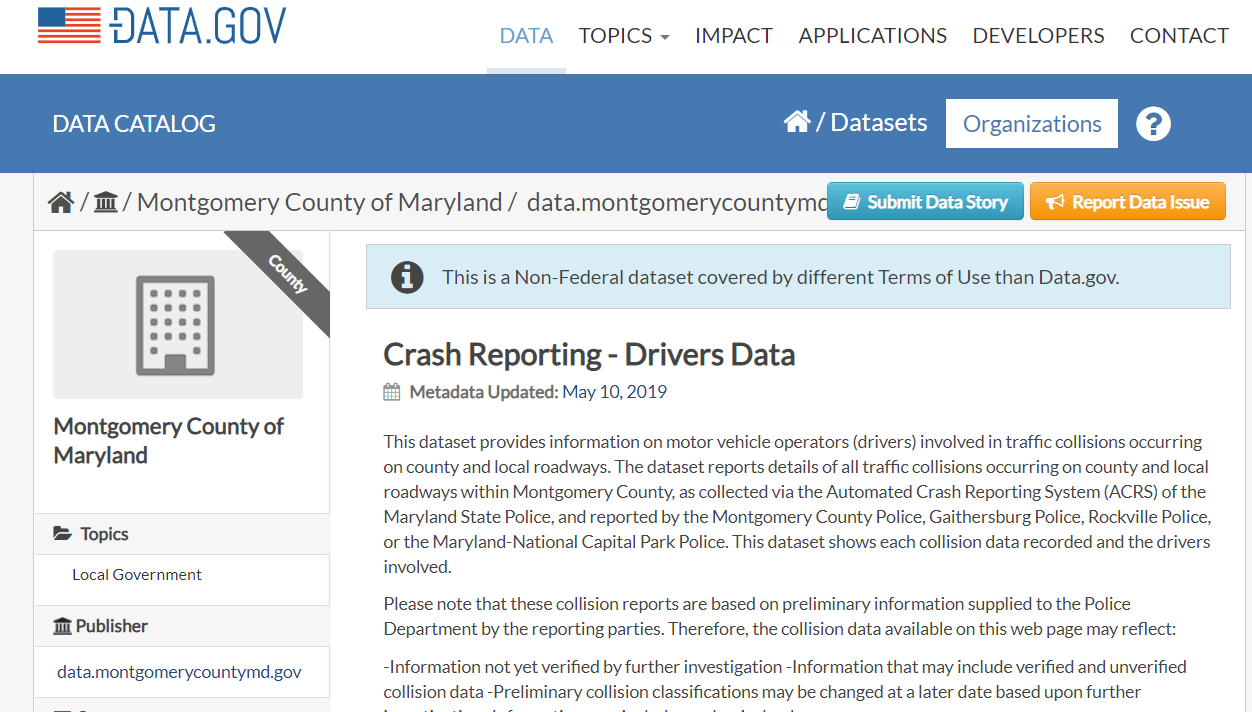 DATA.GOV
DATA TOPICS IMPACT APPLICATIONS DEVELOPERS CONTACT
DATA CATALOG
/ Datasets Organizations ?
/ / Montgomery County of Maryland / data.montgomerycountymd
Submit Data Story Report Data Issue
County
This is a Non-Federal dataset covered by different Terms of Use than Data.gov.
Montgomery County of
Maryland
Topics
Local Government
Publisher
data.montgomerycountymd.gov
Crash Reporting - Drivers Data
Metadata Updated: May 10, 2019
This dataset provides information on motor vehicle operators (drivers) involved in traffic collisions occurring
on county and local roadways. The dataset reports details of all traffic collisions occurring on county and local
roadways within Montgomery County, as collected via the Automated Crash Reporting System (ACRS) of the
Maryland State Police, and reported by the Montgomery County Police, Gaithersburg Police, Rockville Police,
or the Maryland-National Capital Park Police. This dataset shows each collision data recorded and the drivers
involved.
Please note that these collision reports are based on preliminary information supplied to the Police
Department by the reporting parties. Therefore, the collision data available on this web page may reflect:
-Information not yet verified by further investigation -Information that may include verified and unverified
collision data -Preliminary collision classifications may be changed at a later date based upon further